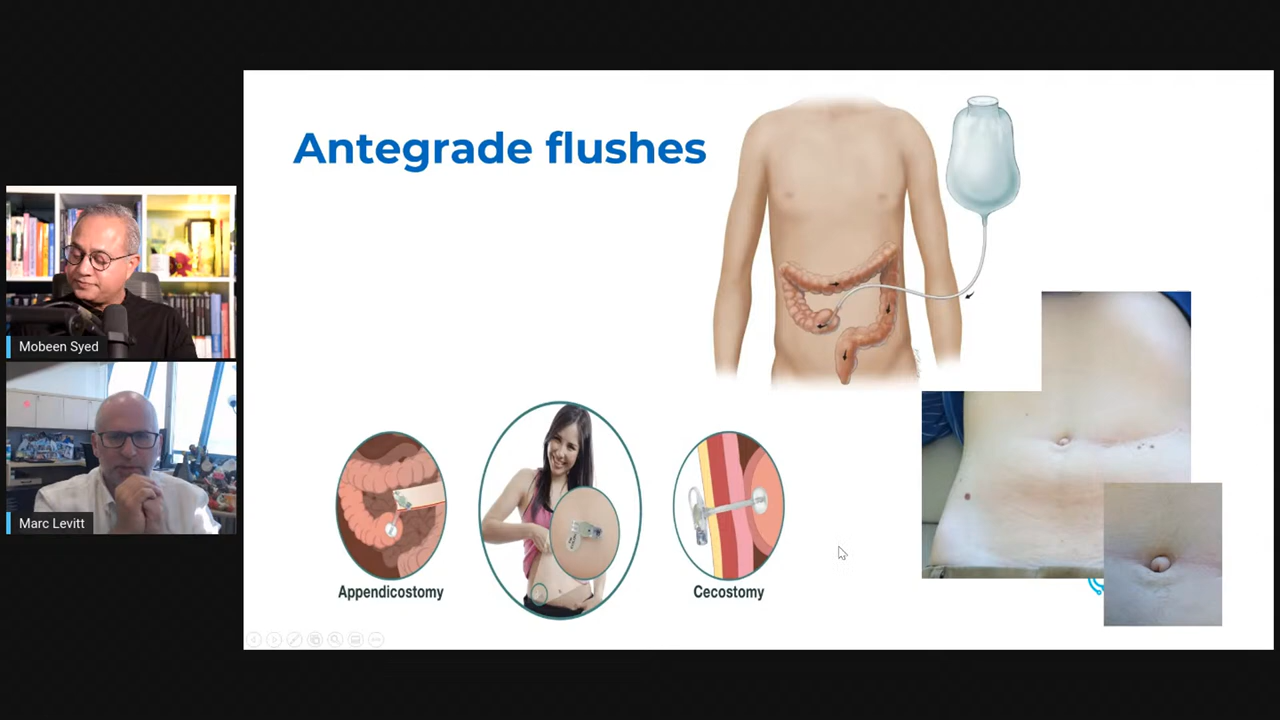 Antegrade flushes
Mobeen Syed
Marc Levitt
Appendicostomy
Cecostomy